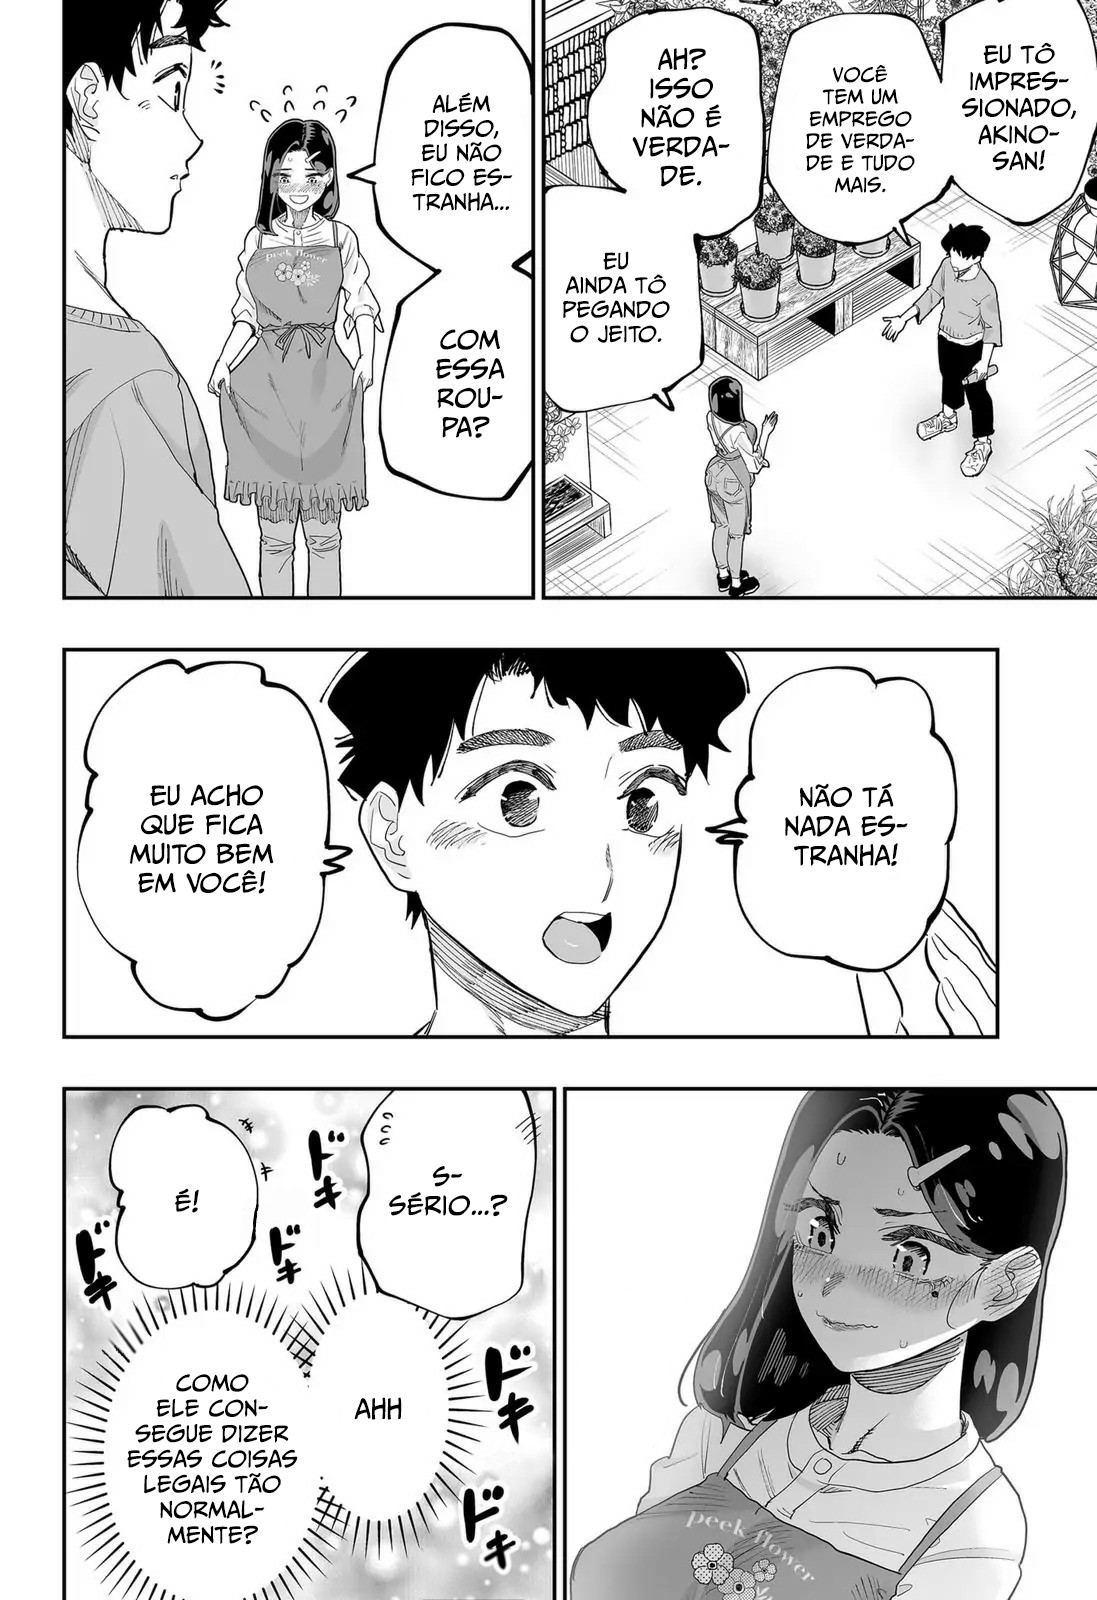 EU TÔ
IMPRES-
SIONADO,
AKINO-
SAN!
VOCÊ
TEM UM
EMPREGO
DE VERDA-
DE E TUDO
MAIS.
AH?
ISSO
NÃO É
VERDA-
DE.
EU
AINDA TÔ
PEGANDO
O JEITO.
ALÉM
DISSO,
EU NÃO
FICO ES-
TRANHA...
COM
ESSA
ROU-
PA?
peek flower
NÃO TÁ
NADA ES-
TRANHA!
EU ACHO
QUE FICA
MUITO BEM
EM VOCÊ!
peek flower
S-
SÉRIO...?
É!
ドキ
ドキ
ドキ
ドキ
AHH
COMO
ELE CON-
SEGUE DIZER
ESSAS COISAS
LEGAIS TÃO
NORMAL-
MENTE?